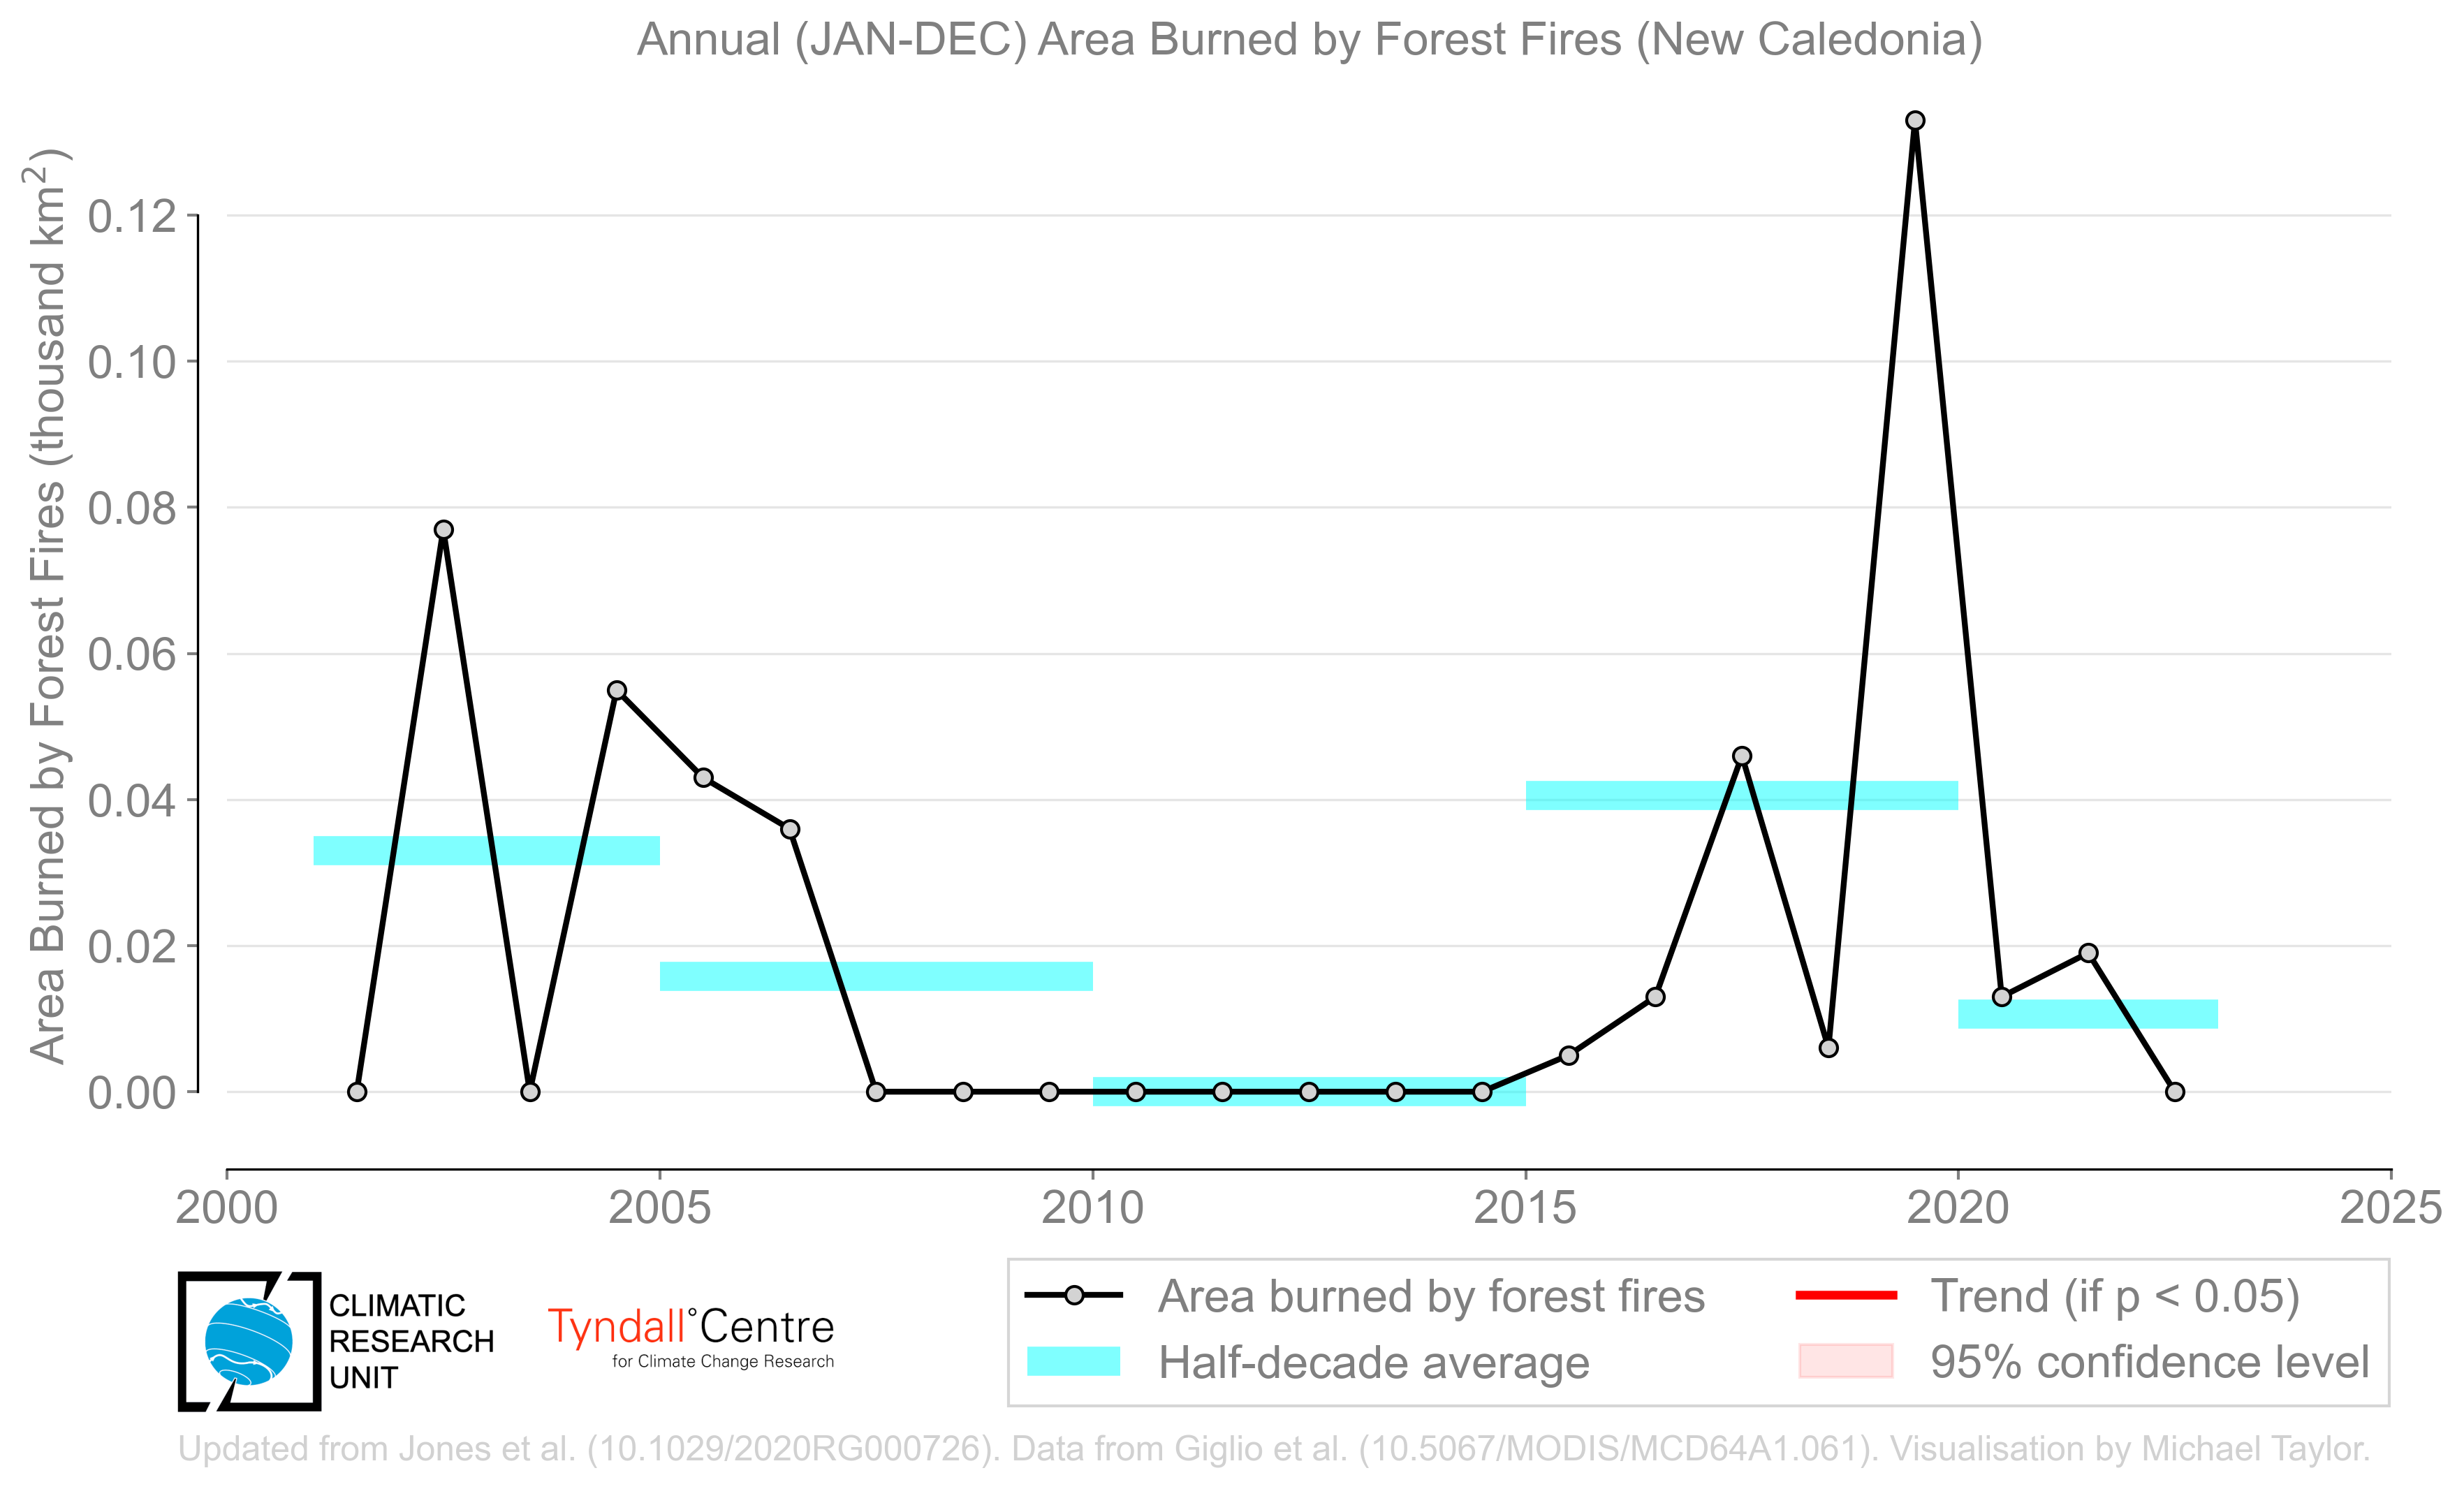 Annual (JAN-DEC) Area Burned by Forest Fires (New Caledonia)
Area Burned by Forest Fires (thousand km²)
0.12
0.10
0.08
0.06
0.04
0.02
0.00
2000 2005 2010 2015 2020 2025
CLIMATIC
RESEARCH
UNIT
Tyndall°Centre
for Climate Change Research
Area burned by forest fires
Half-decade average
Trend (if p < 0.05)
95% confidence level
Updated from Jones et al. (10.1029/2020RG000726). Data from Giglio et al. (10.5067/MODIS/MCD64A1.061). Visualisation by Michael Taylor.